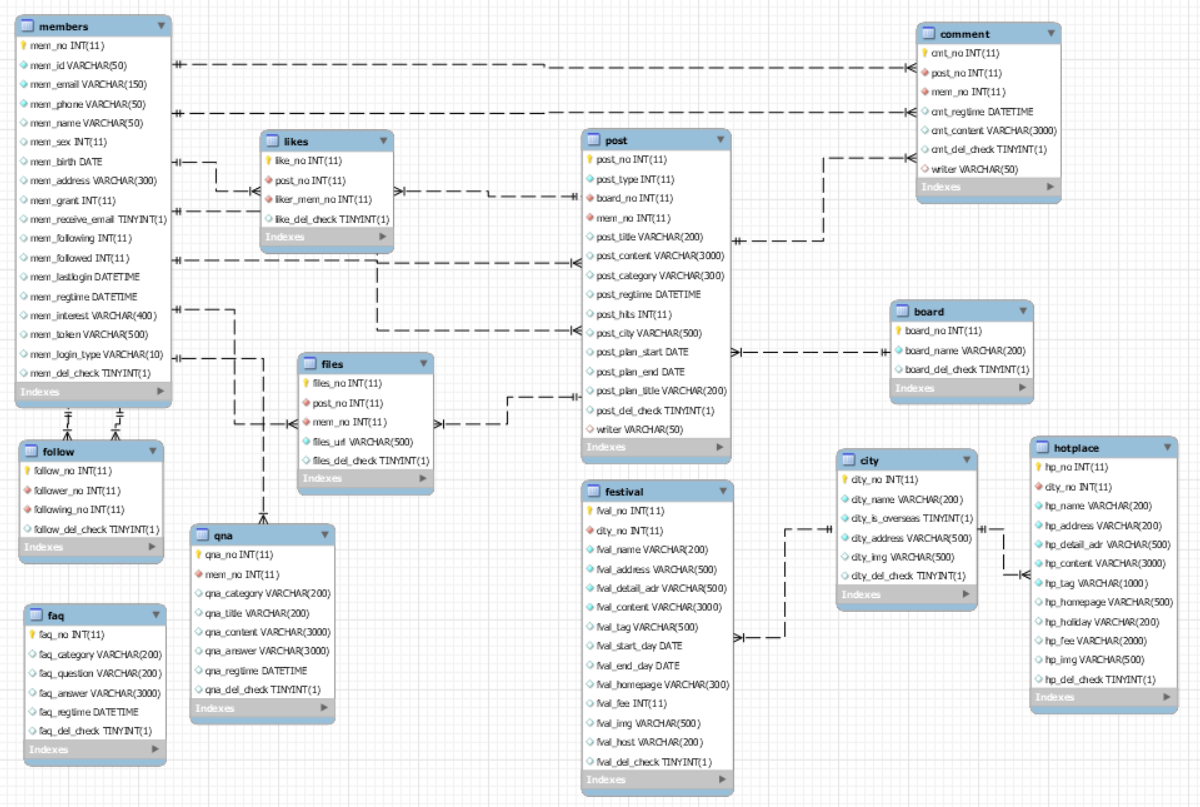 members
mem_no INT(11)
mem_id VARCHAR(50)
mem_email VARCHAR(150)
mem_phone VARCHAR(50)
mem_name VARCHAR(50)
mem_sex INT(11)
mem_birth DATE
mem_address VARCHAR(300)
mem_grant INT(11)
mem_receive_email TINYINT(1)
mem_following INT(11)
mem_followed INT(11)
mem_lastlogin DATETIME
mem_regtime DATETIME
mem_interest VARCHAR(400)
mem_token VARCHAR(500)
mem_login_type VARCHAR(10)
mem_del_check TINYINT(1)
Indexes
likes
like_no INT(11)
post_no INT(11)
liker_mem_no INT(11)
like_del_check TINYINT(1)
Indexes
post
post_no INT(11)
post_type INT(11)
board_no INT(11)
mem_no INT(11)
post_title VARCHAR(200)
post_content VARCHAR(3000)
post_category VARCHAR(300)
post_regtime DATETIME
post_hits INT(11)
post_city VARCHAR(500)
post_plan_start DATE
post_plan_end DATE
post_plan_title VARCHAR(200)
post_del_check TINYINT(1)
writer VARCHAR(50)
Indexes
comment
cmt_no INT(11)
post_no INT(11)
mem_no INT(11)
cmt_regtime DATETIME
cmt_content VARCHAR(3000)
cmt_del_check TINYINT(1)
writer VARCHAR(50)
Indexes
board
board_no INT(11)
board_name VARCHAR(200)
board_del_check TINYINT(1)
Indexes
files
files_no INT(11)
post_no INT(11)
mem_no INT(11)
files_url VARCHAR(500)
files_del_check TINYINT(1)
Indexes
follow
follow_no INT(11)
follower_no INT(11)
following_no INT(11)
follow_del_check TINYINT(1)
Indexes
qna
qna_no INT(11)
mem_no INT(11)
qna_category VARCHAR(200)
qna_title VARCHAR(200)
qna_content VARCHAR(3000)
qna_answer VARCHAR(3000)
qna_regtime DATETIME
qna_del_check TINYINT(1)
Indexes
faq
faq_no INT(11)
faq_category VARCHAR(200)
faq_question VARCHAR(200)
faq_answer VARCHAR(3000)
faq_regtime DATETIME
faq_del_check TINYINT(1)
Indexes
festival
fval_no INT(11)
city_no INT(11)
fval_name VARCHAR(200)
fval_address VARCHAR(500)
fval_detail_adr VARCHAR(500)
fval_content VARCHAR(3000)
fval_tag VARCHAR(500)
fval_start_day DATE
fval_end_day DATE
fval_homepage VARCHAR(300)
fval_fee INT(11)
fval_img VARCHAR(500)
fval_host VARCHAR(200)
fval_del_check TINYINT(1)
Indexes
city
city_no INT(11)
city_name VARCHAR(200)
city_is_overseas TINYINT(1)
city_address VARCHAR(500)
city_img VARCHAR(500)
city_del_check TINYINT(1)
Indexes
hotplace
hp_no INT(11)
city_no INT(11)
hp_name VARCHAR(200)
hp_address VARCHAR(200)
hp_detail_adr VARCHAR(500)
hp_content VARCHAR(3000)
hp_tag VARCHAR(1000)
hp_homepage VARCHAR(500)
hp_holiday VARCHAR(200)
hp_fee VARCHAR(2000)
hp_img VARCHAR(500)
hp_del_check TINYINT(1)
Indexes